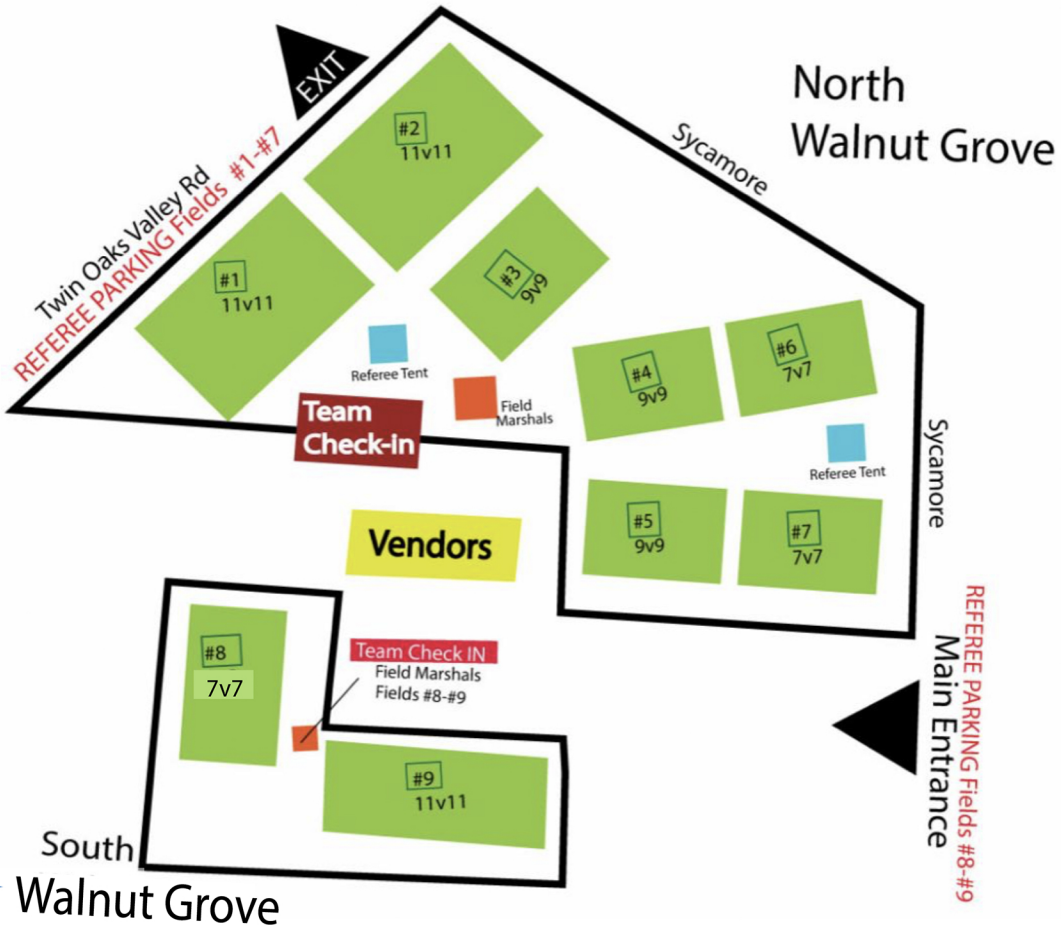 North
Walnut Grove
EXIT
Twin Oaks Valley Rd
REFEREE PARKING Fields #1-#7
Sycamore
#2
11v11
#1
11v11
#3
9v9
Referee Tent
Field
Marshals
Team
Check-in
#4
9v9
#6
7v7
Referee Tent
Sycamore
#5
9v9
#7
7v7
Vendors
#8
7v7
Team Check IN
Field Marshals
Fields #8-#9
#9
11v11
Main Entrance
REFEREE PARKING Fields #8-#9
South
Walnut Grove